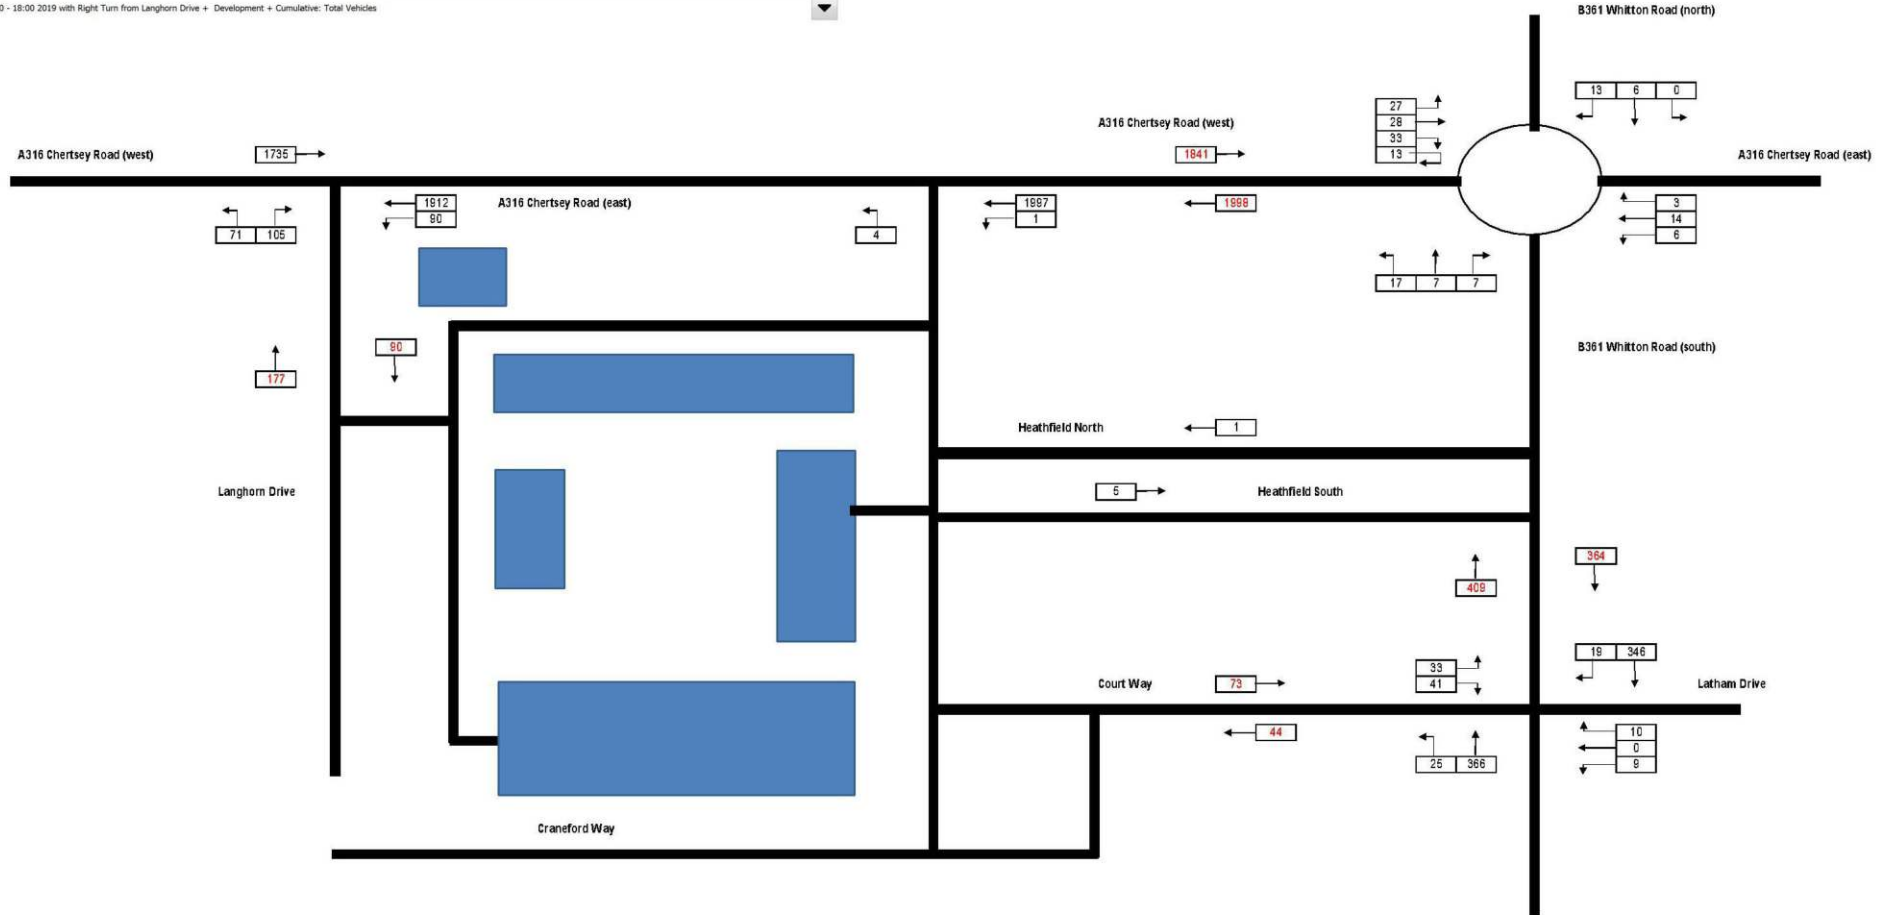 0 - 18:00 2019 with Right Turn from Langhorn Drive + Development + Cumulative: Total Vehicles
B361 Whitton Road (north)
13 6 0
27
28
33
13
A316 Chertsey Road (west)
A316 Chertsey Road (west)
1735
1841
A316 Chertsey Road (east)
1912
90
A316 Chertsey Road (east)
1997
1
1998
3
14
6
71 105
4
17 7 7
90
B361 Whitton Road (south)
177
Heathfield North
1
Langhorn Drive
5
Heathfield South
364
409
19 346
33
41
Court Way
73
Latham Drive
44
10
0
9
25 366
Craneford Way